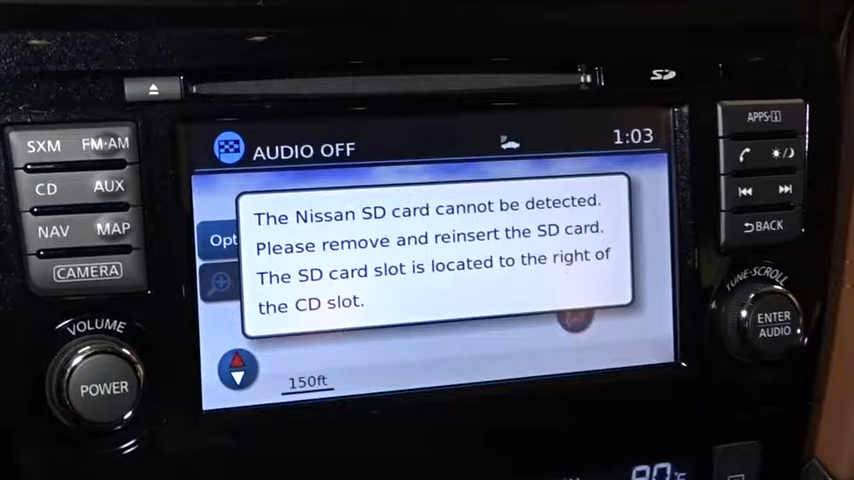 SD
SXM FM·AM
CD AUX
NAV MAP
CAMERA
VOLUME
POWER
AUDIO OFF
1:03
The Nissan SD card cannot be detected.
Please remove and reinsert the SD card.
The SD card slot is located to the right of
the CD slot.
Opt
150ft
APPS·i
BACK
TUNE·SCROLL
ENTER
AUDIO
80°F